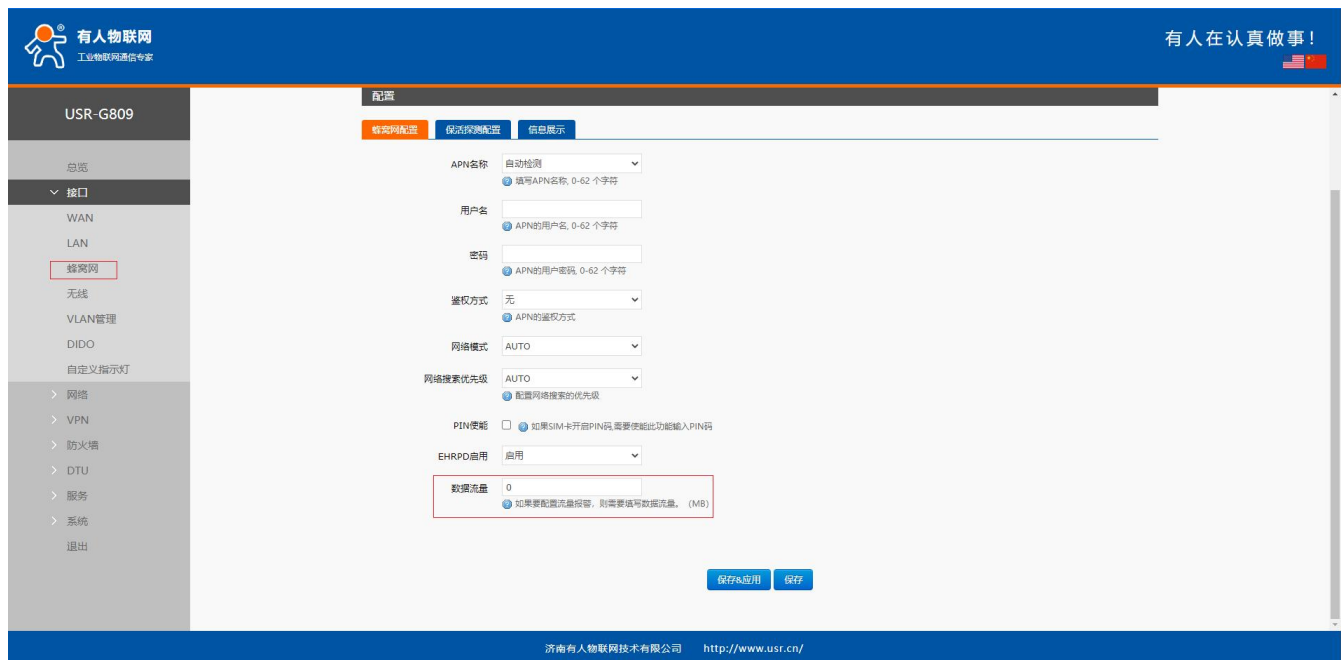 有人物联网
工业物联网通信专家
有人在认真做事！
USR-G809
总览
接口
WAN
LAN
蜂窝网
无线
VLAN管理
DIDO
自定义指示灯
网络
VPN
防火墙
DTU
服务
系统
退出
配置
蜂窝网配置 保活探测配置 信息展示
APN名称 自动检测
填写APN名称, 0-62 个字符
用户名
APN的用户名, 0-62 个字符
密码
APN的用户密码, 0-62 个字符
鉴权方式 无
APN的鉴权方式
网络模式 AUTO
网络搜索优先级 AUTO
配置网络搜索的优先级
PIN使能 如果SIM卡开启PIN码,需要使能此功能输入PIN码
EHRPD启用 启用
数据流量 0
如果要配置流量报警，则需要填写数据流量。 (MB)
保存&应用 保存
济南有人物联网技术有限公司 http://www.usr.cn/